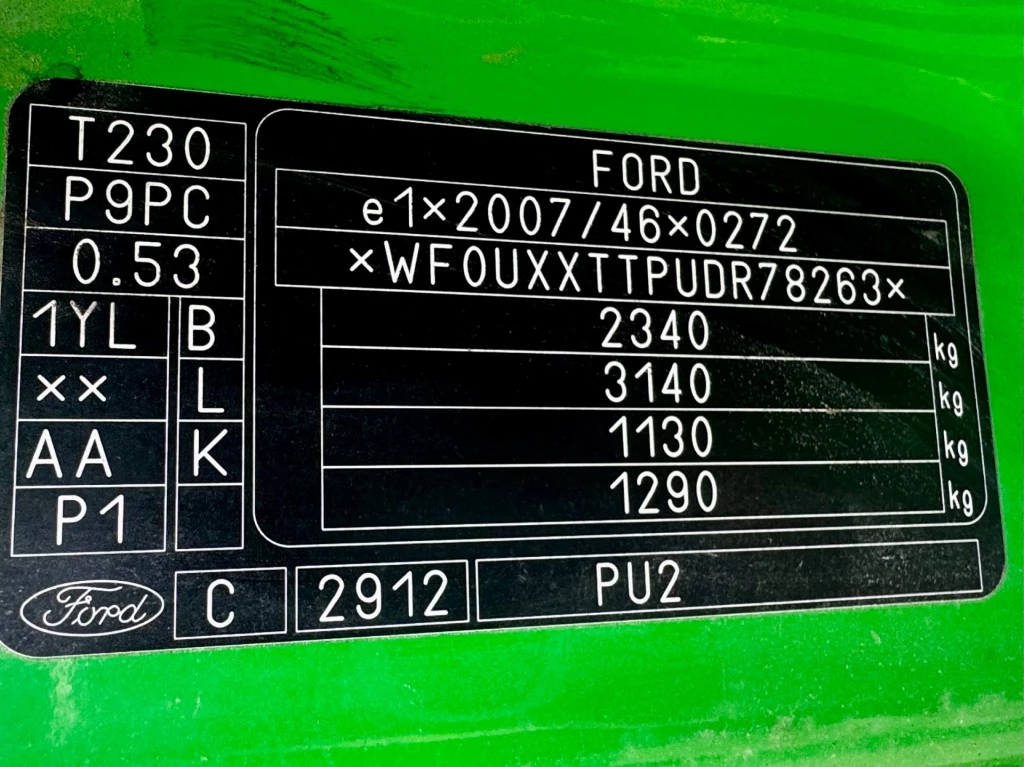 T230
P9PC
0.53
1YL B
×× L
AA K
P1
FORD
e1×2007/46×0272
×WF0UXXTTPUDR78263×
2340 kg
3140 kg
1130 kg
1290 kg
Ford C 2912 PU2